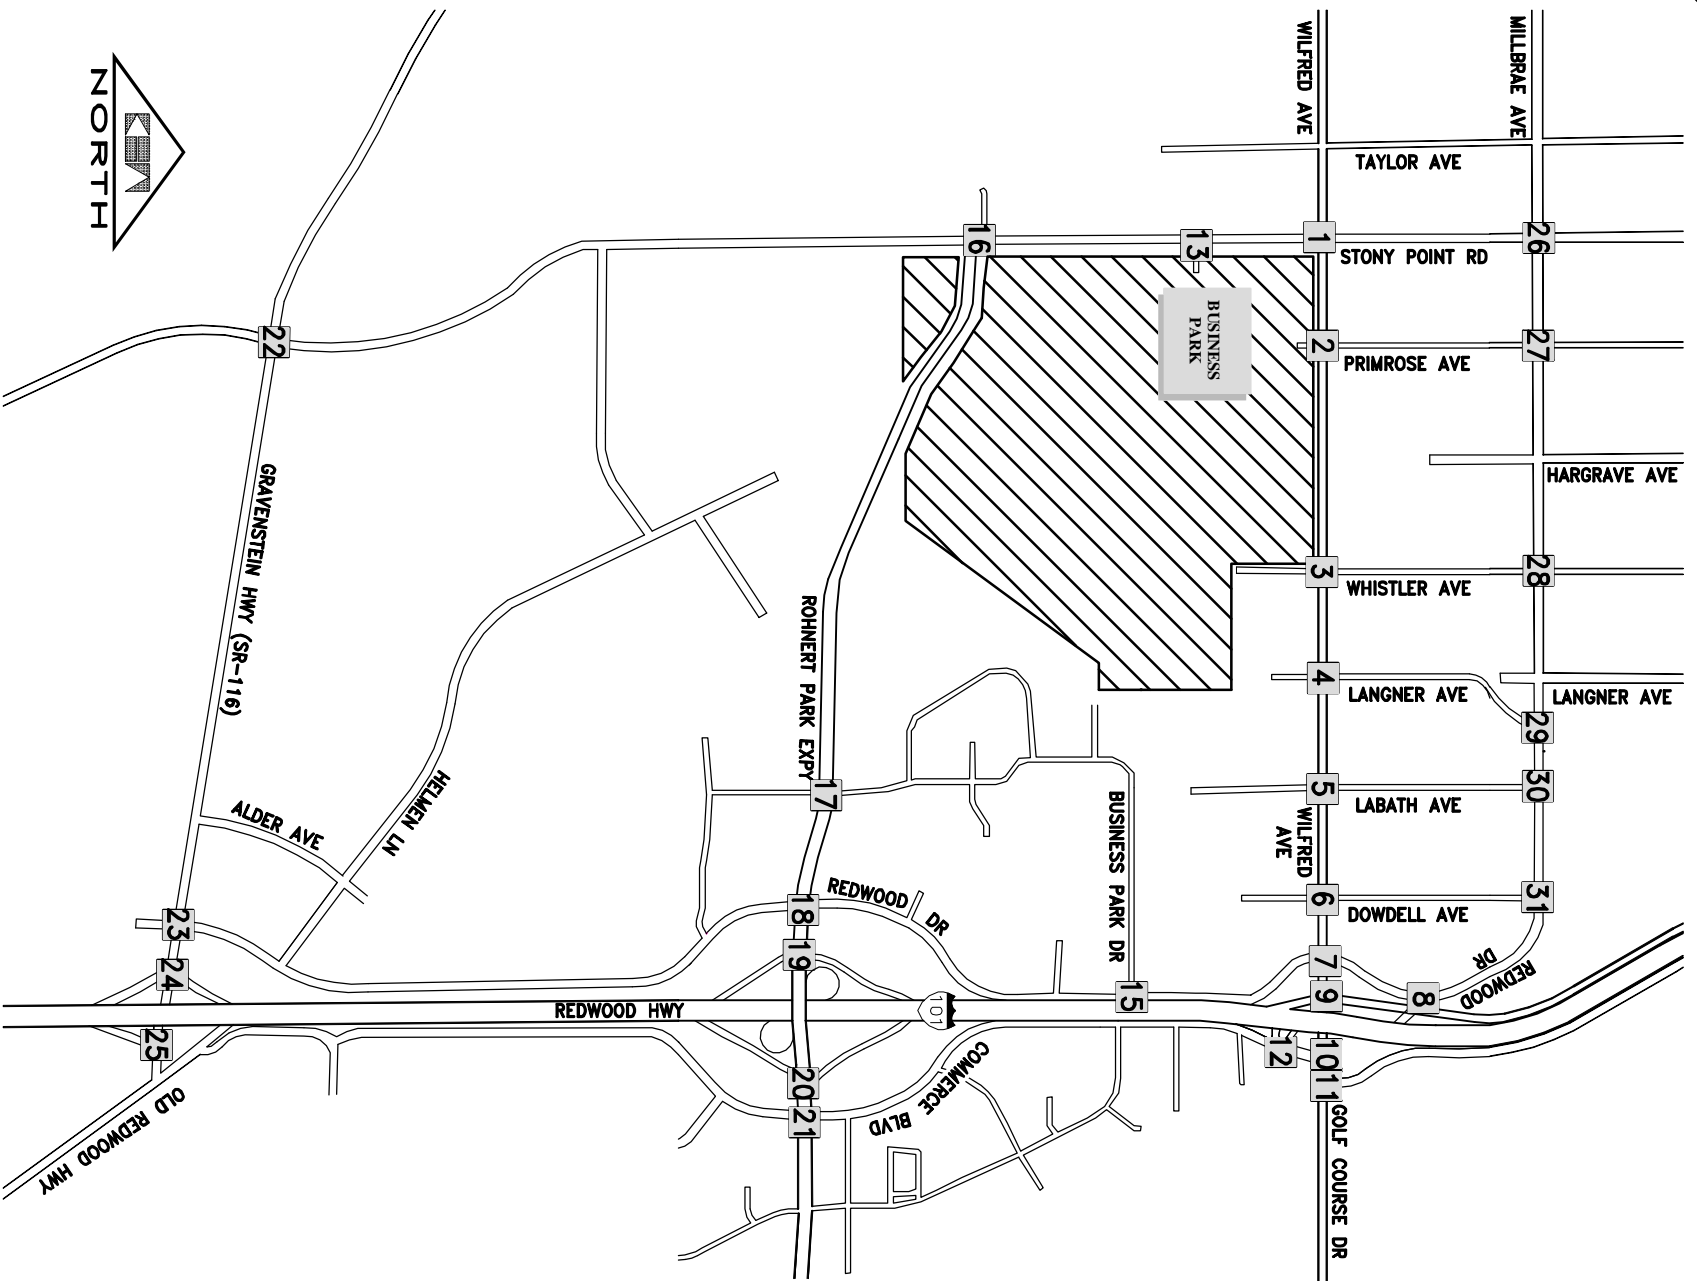 MILLBRAE AVE
WILFRED AVE
TAYLOR AVE
NORTH
KEM
16
13
1
STONY POINT RD
26
BUSINESS
PARK
22
2
PRIMROSE AVE
27
HARGRAVE AVE
GRAVENSTEIN HWY (SR-116)
3
WHISTLER AVE
28
ROHNERT PARK EXPY
4
LANGNER AVE
LANGNER AVE
29
17
5
LABATH AVE
30
HELMEN LN
ALDER AVE
BUSINESS PARK DR
WILFRED
AVE
18
REDWOOD DR
6
DOWDELL AVE
31
23
19
7
REDWOOD
DR
24
15
9
8
REDWOOD HWY
101
25
12
10
20
11
COMMERCE BLVD
21
OLD REDWOOD HWY
GOLF COURSE DR